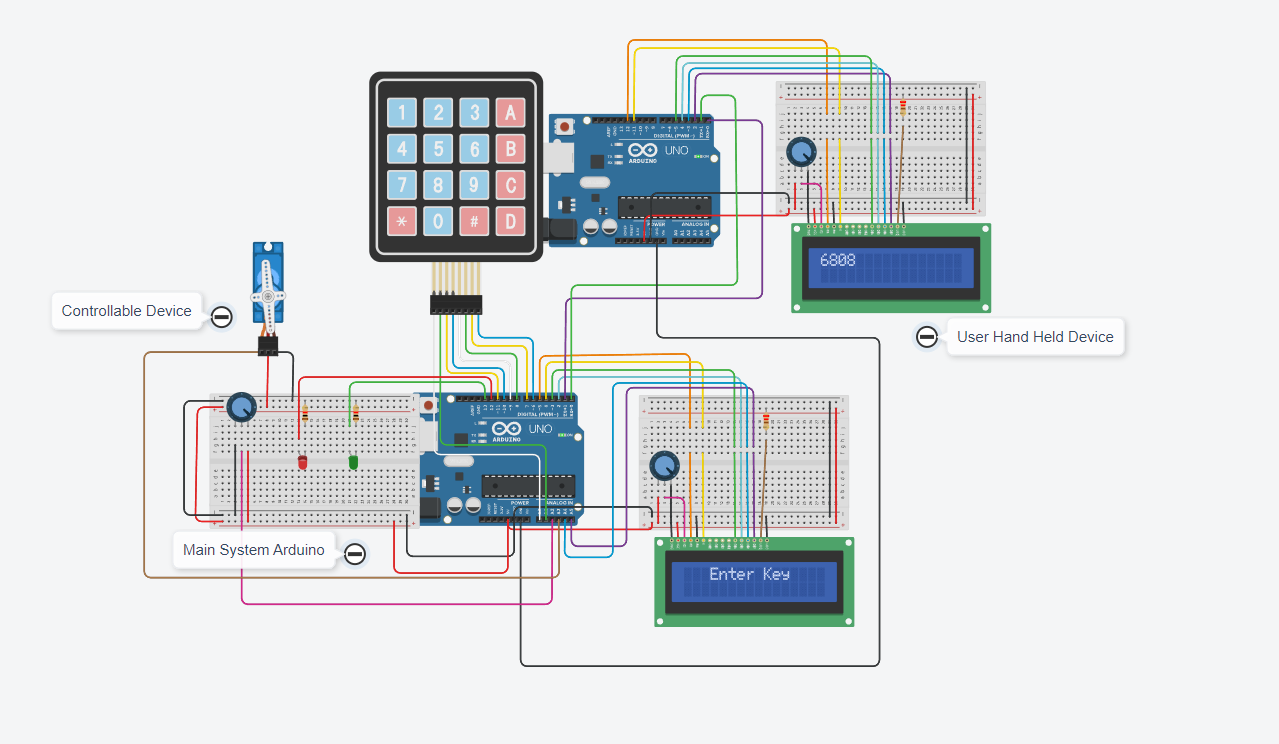 1 2 3 A
4 5 6 B
7 8 9 C
* 0 # D
DIGITAL (PWM~)
UNO
ARDUINO
POWER
ANALOG IN
6808
Controllable Device
User Hand Held Device
DIGITAL (PWM~)
UNO
ARDUINO
POWER
ANALOG IN
Main System Arduino
Enter Key